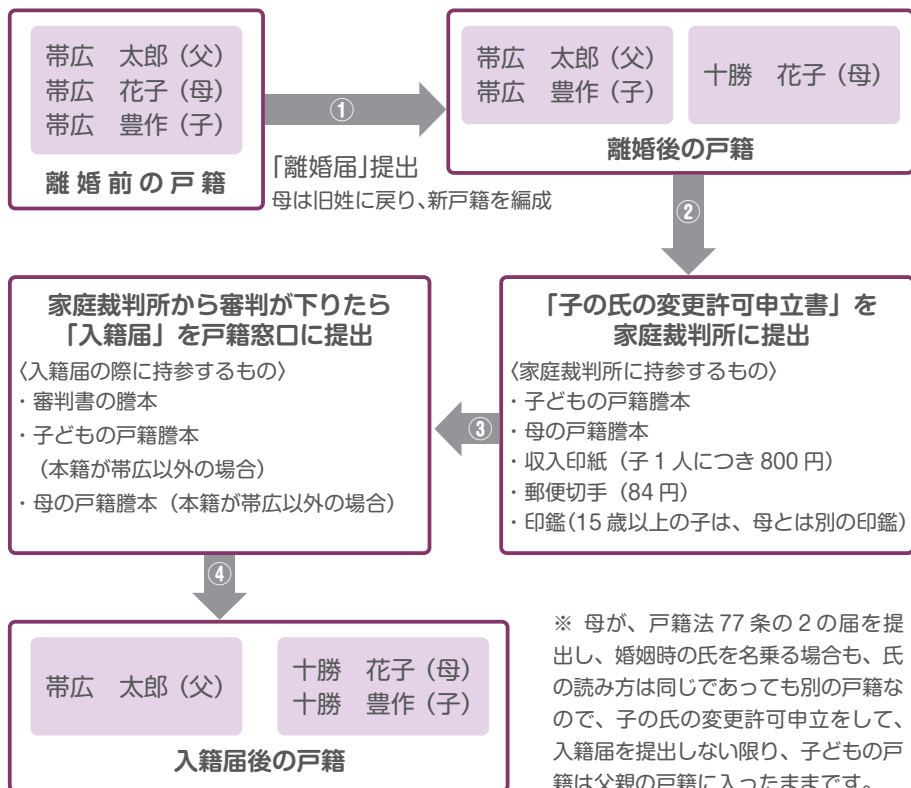 帯広　太郎（父）
帯広　花子（母）
帯広　豊作（子）
離婚前の戸籍
①
「離婚届」提出
母は旧姓に戻り、新戸籍を編成
帯広　太郎（父）
帯広　豊作（子）
十勝　花子（母）
離婚後の戸籍
②
「子の氏の変更許可申立書」を
家庭裁判所に提出
〈家庭裁判所に持参するもの〉
・子どもの戸籍謄本
・母の戸籍謄本
・収入印紙（子１人につき 800 円）
・郵便切手（84 円）
・印鑑（15 歳以上の子は、母とは別の印鑑）
③
家庭裁判所から審判が下りたら
「入籍届」を戸籍窓口に提出
〈入籍届の際に持参するもの〉
・審判書の謄本
・子どもの戸籍謄本
（本籍が帯広以外の場合）
・母の戸籍謄本（本籍が帯広以外の場合）
④
帯広　太郎（父）
十勝　花子（母）
十勝　豊作（子）
入籍届後の戸籍
※ 母が、戸籍法 77 条の２の届を提
出し、婚姻時の氏を名乗る場合も、氏
の読み方は同じであっても別の戸籍な
ので、子の氏の変更許可申立をして、
入籍届を提出しない限り、子どもの戸
籍は父親の戸籍に入ったままです。